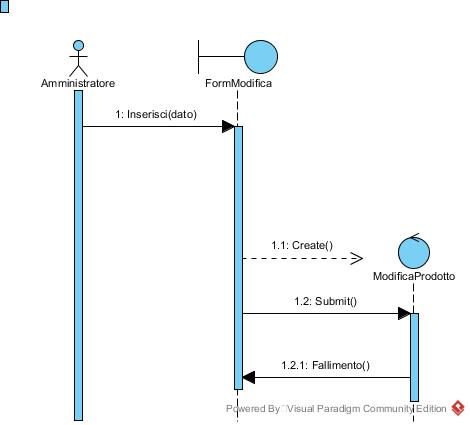 Amministratore
FormModifica
1: Inserisci(dato)
1.1: Create()
ModificaProdotto
1.2: Submit()
1.2.1: Fallimento()
Powered By Visual Paradigm Community Edition